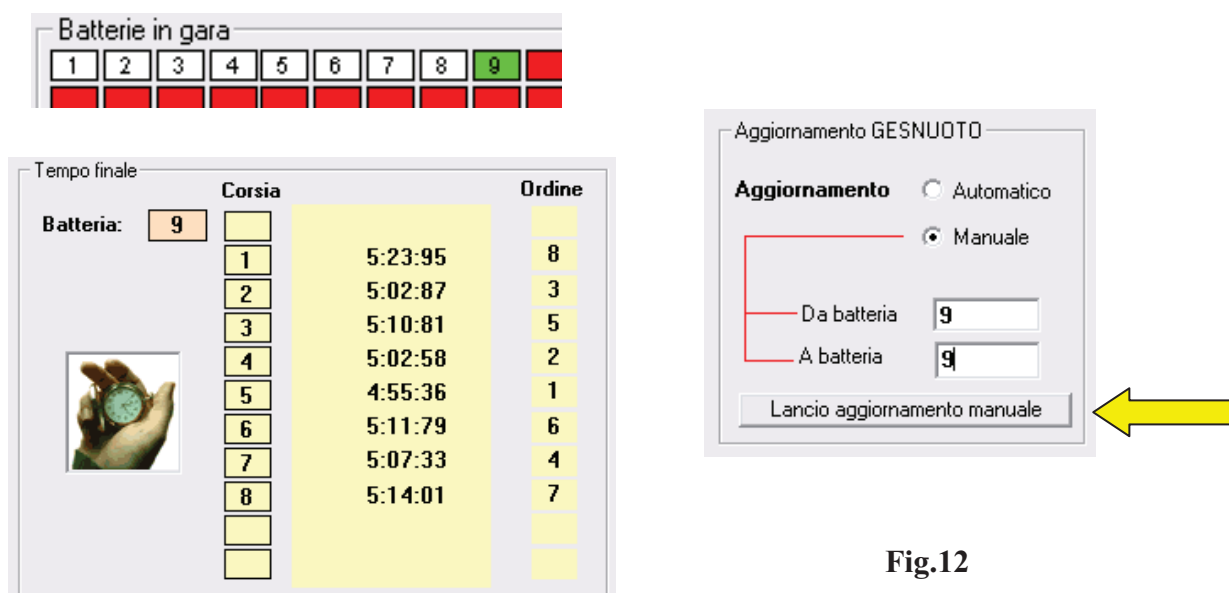 Batterie in gara
1 2 3 4 5 6 7 8 9
Tempo finale
Corsia Ordine
Batteria: 9
1 5:23:95 8
2 5:02:87 3
3 5:10:81 5
4 5:02:58 2
5 4:55:36 1
6 5:11:79 6
7 5:07:33 4
8 5:14:01 7
Aggiornamento GESNUOTO
Aggiornamento Automatico
Manuale
Da batteria 9
A batteria 9
Lancio aggiornamento manuale
Fig.12